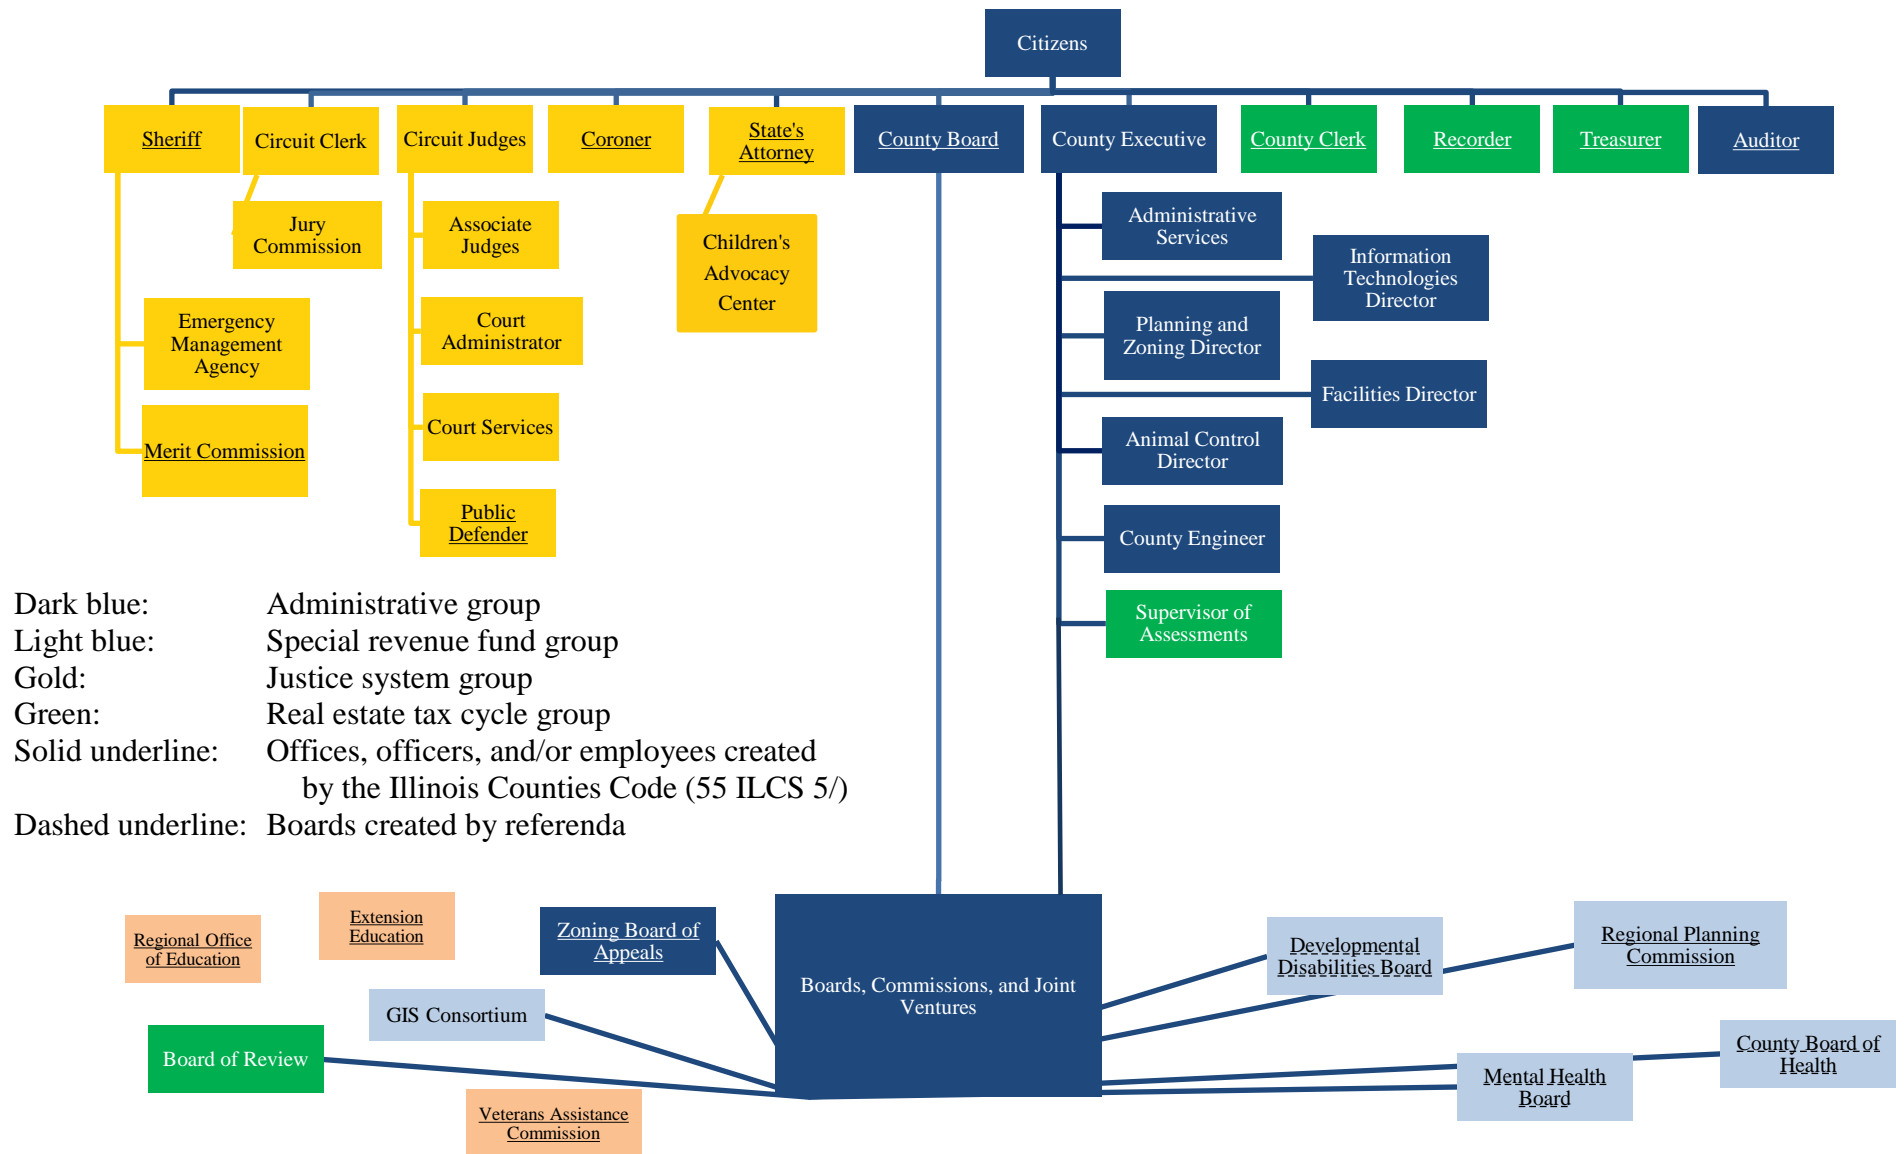 Citizens
Sheriff
Circuit Clerk
Circuit Judges
Coroner
State's
Attorney
County Board
County Executive
County Clerk
Recorder
Treasurer
Auditor
Jury
Commission
Emergency
Management
Agency
Merit Commission
Associate
Judges
Court
Administrator
Court Services
Public
Defender
Children's
Advocacy
Center
Administrative
Services
Information
Technologies
Director
Planning and
Zoning Director
Facilities Director
Animal Control
Director
County Engineer
Supervisor of
Assessments
Dark blue: Administrative group
Light blue: Special revenue fund group
Gold: Justice system group
Green: Real estate tax cycle group
Solid underline: Offices, officers, and/or employees created
by the Illinois Counties Code (55 ILCS 5/)
Dashed underline: Boards created by referenda
Regional Office
of Education
Extension
Education
Zoning Board of
Appeals
GIS Consortium
Board of Review
Veterans Assistance
Commission
Boards, Commissions, and Joint
Ventures
Developmental
Disabilities Board
Regional Planning
Commission
County Board of
Health
Mental Health
Board